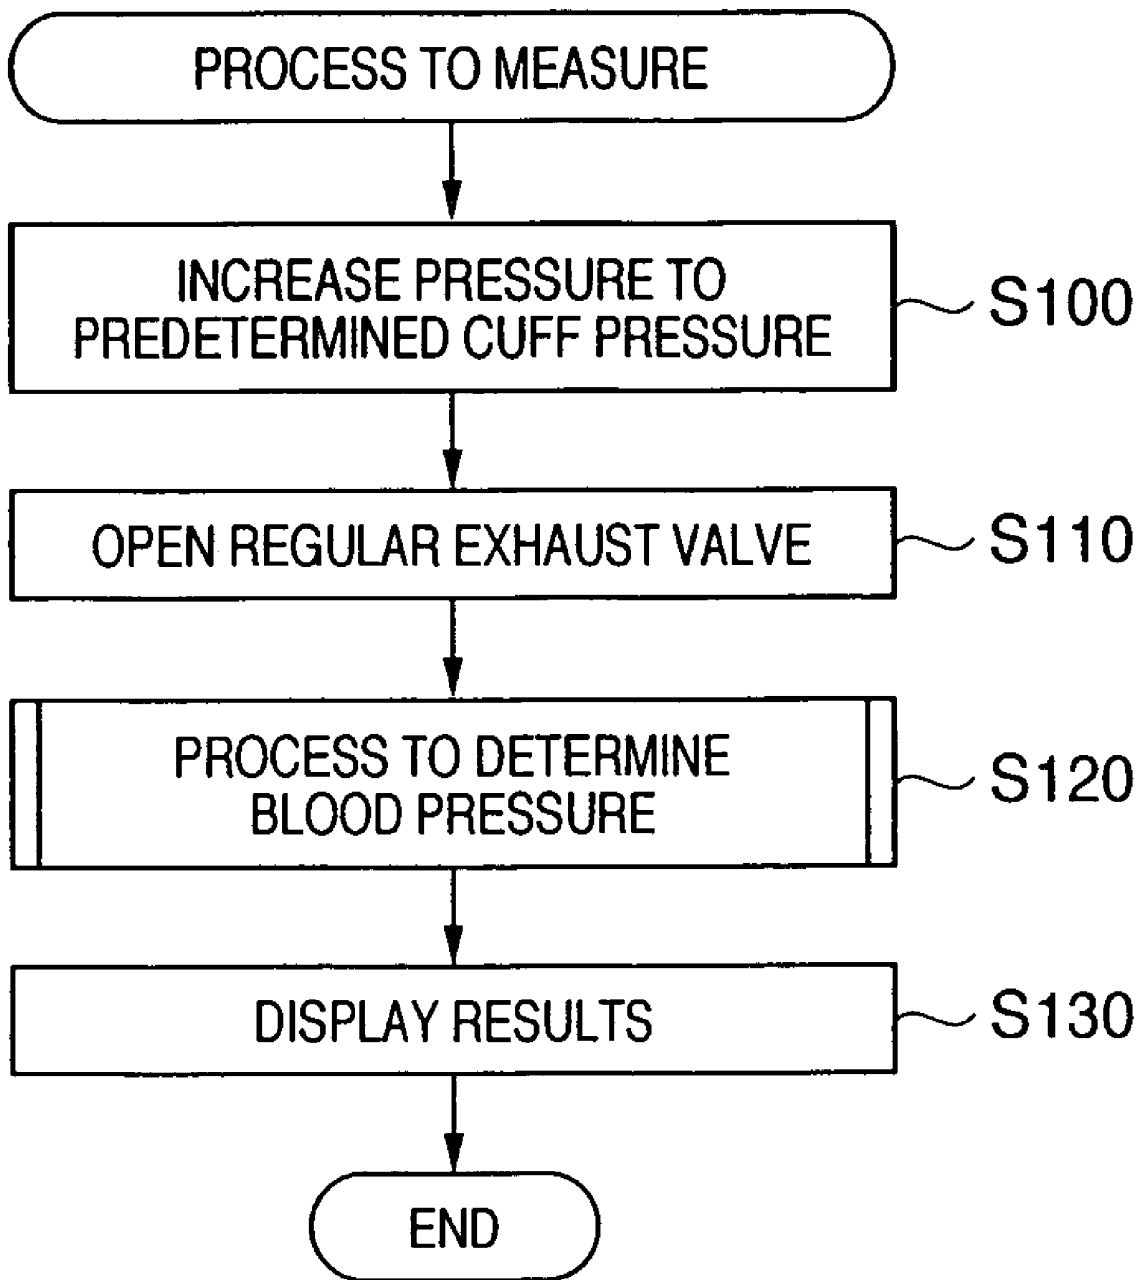 PROCESS TO MEASURE
INCREASE PRESSURE TO
PREDETERMINED CUFF PRESSURE
S100
OPEN REGULAR EXHAUST VALVE
S110
PROCESS TO DETERMINE
BLOOD PRESSURE
S120
DISPLAY RESULTS
S130
END